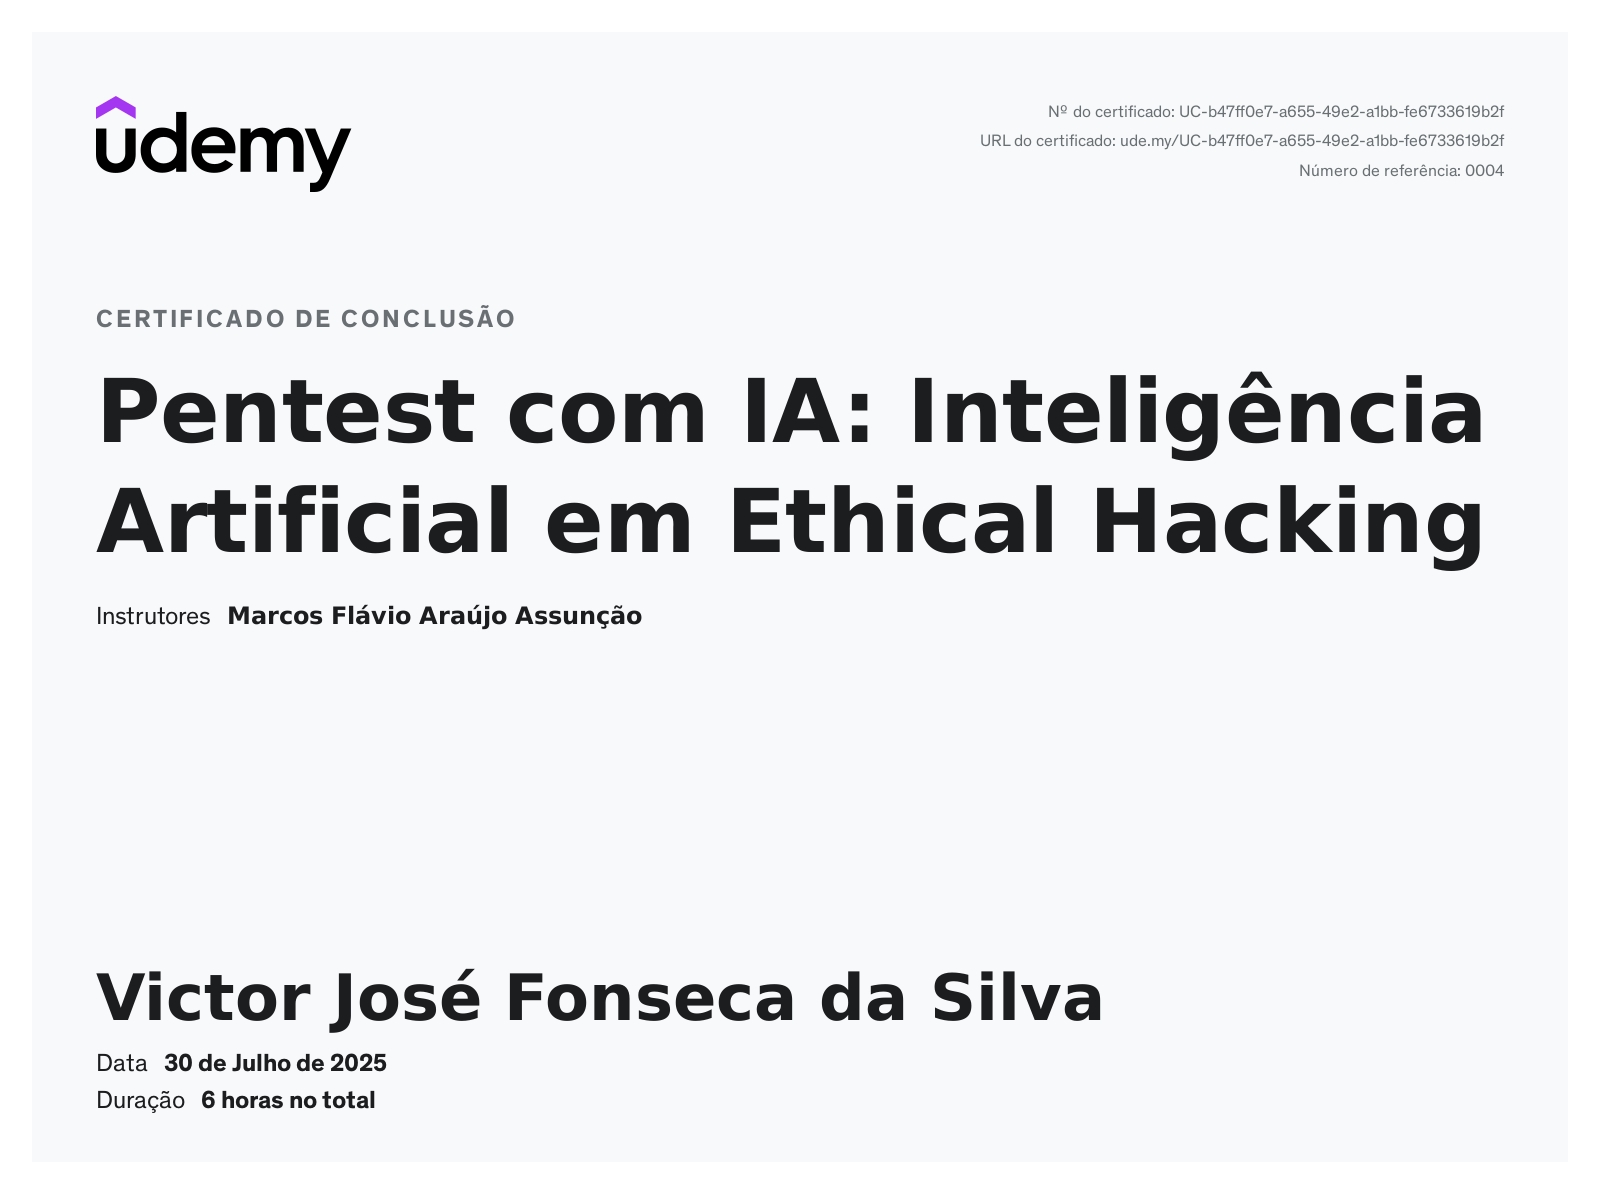 udemy
Nº do certificado: UC-b47ff0e7-a655-49e2-a1bb-fe6733619b2f
URL do certificado: ude.my/UC-b47ff0e7-a655-49e2-a1bb-fe6733619b2f
Número de referência: 0004
CERTIFICADO DE CONCLUSÃO
Pentest com IA: Inteligência
Artificial em Ethical Hacking
Instrutores Marcos Flávio Araújo Assunção
Victor José Fonseca da Silva
Data 30 de Julho de 2025
Duração 6 horas no total